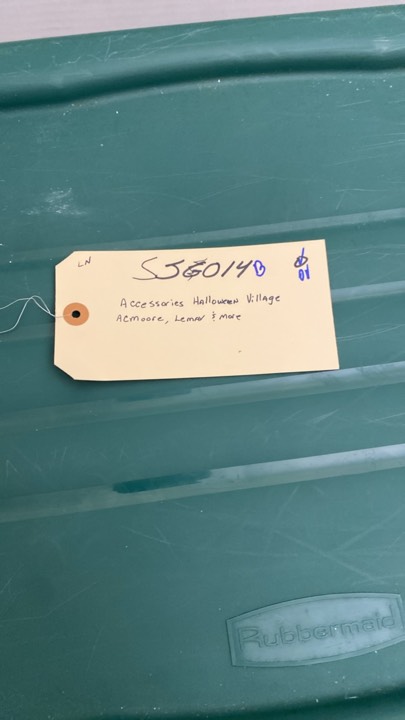 LN
SJG014B
Accessories Halloween Village
ACmoore, Lemax & More
Rubbermaid